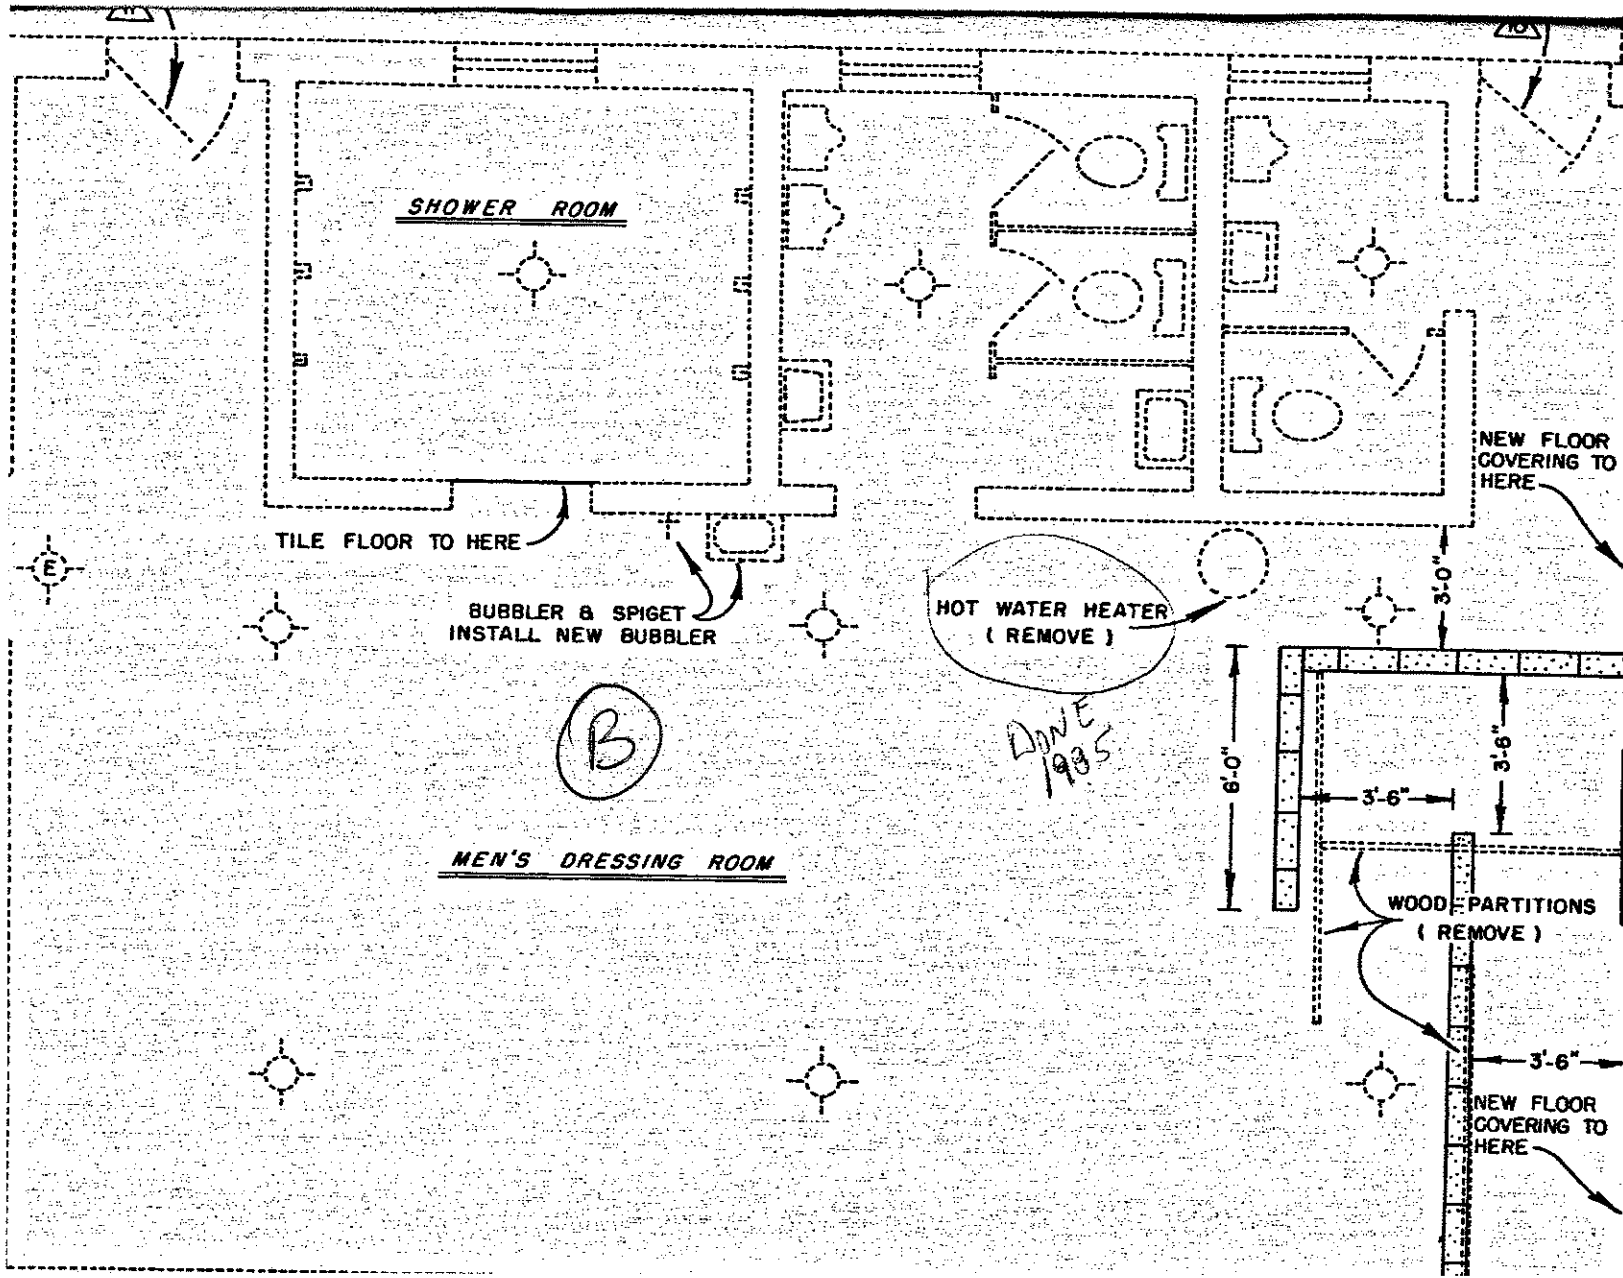 11
10
SHOWER ROOM
NEW FLOOR
COVERING TO
HERE
TILE FLOOR TO HERE
E
BUBBLER & SPIGET
INSTALL NEW BUBBLER
HOT WATER HEATER
( REMOVE )
3'-0"
B
DONE
1985
6'-0"
3'-6"
3'-6"
MEN'S DRESSING ROOM
WOOD PARTITIONS
( REMOVE )
3'-6"
NEW FLOOR
COVERING TO
HERE